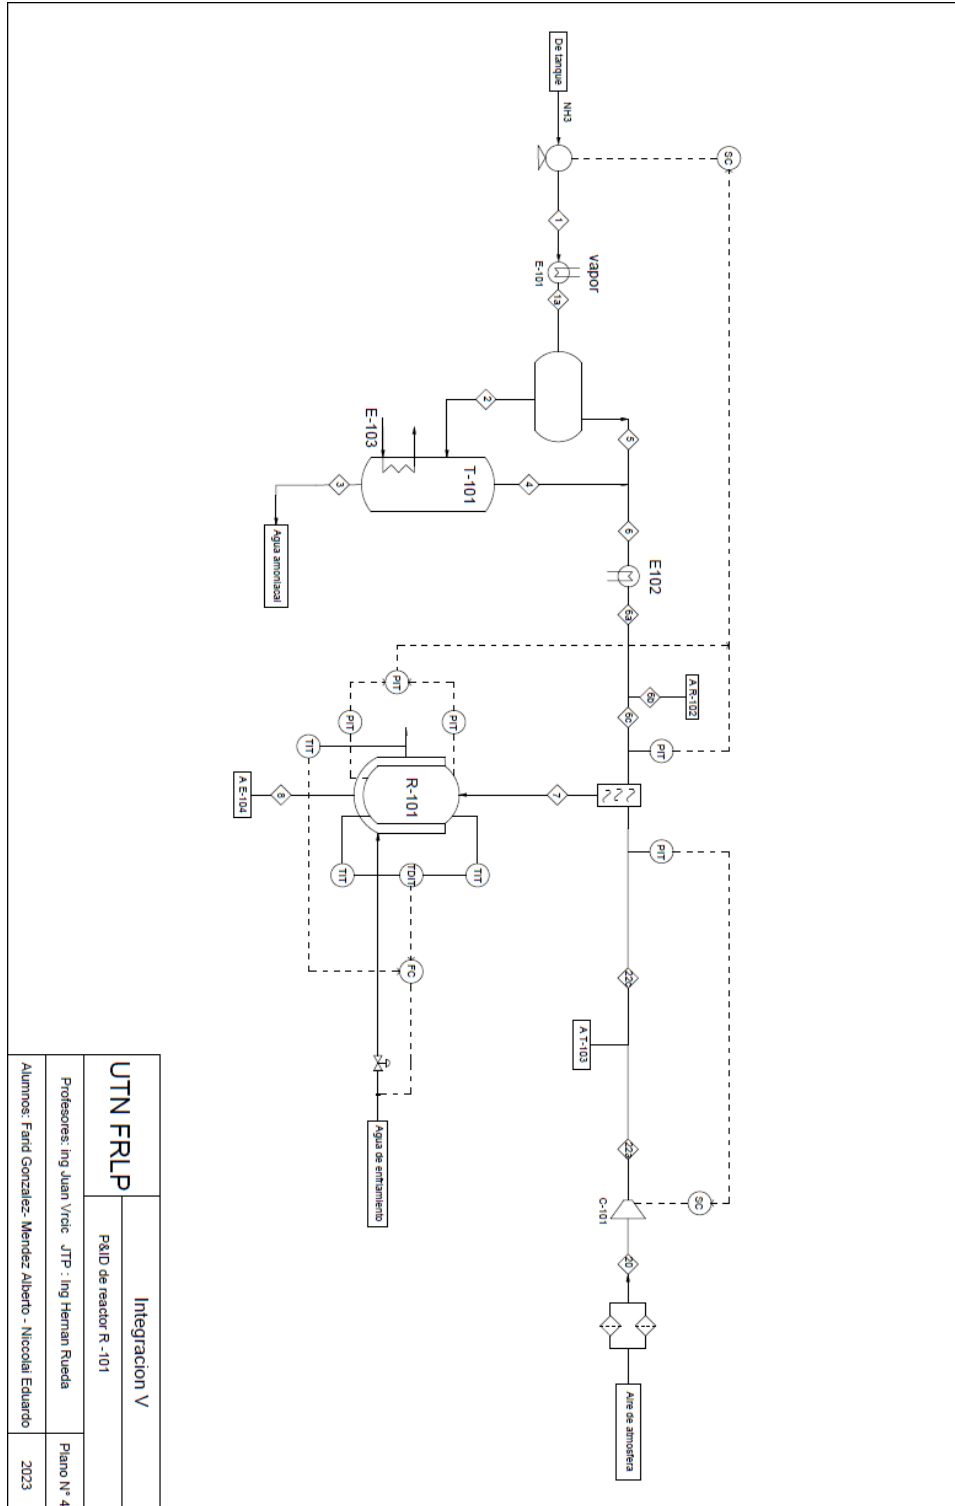 SC
SC
A R-102
PIT
PIT
E102
6b
5
6
6a
6c
22c
22a
20
Aire de atmosfera
C-101
vapor
A T-103
De tanque
NH3
1
1a
7
E-101
2
4
T-101
TIT
PIT
R-101
TDIT
FC
PIT
E-103
Agua de enfriamiento
PIT
TIT
3
TIT
8
Agua amoniacal
A E-104
UTN FRLP
Integracion V
P&ID de reactor R -101
Profesores: ing Juan Vrcic JTP : Ing Hernan Rueda
Plano N° 4
Alumnos: Farid Gonzalez- Mendez Alberto - Niccolai Eduardo
2023